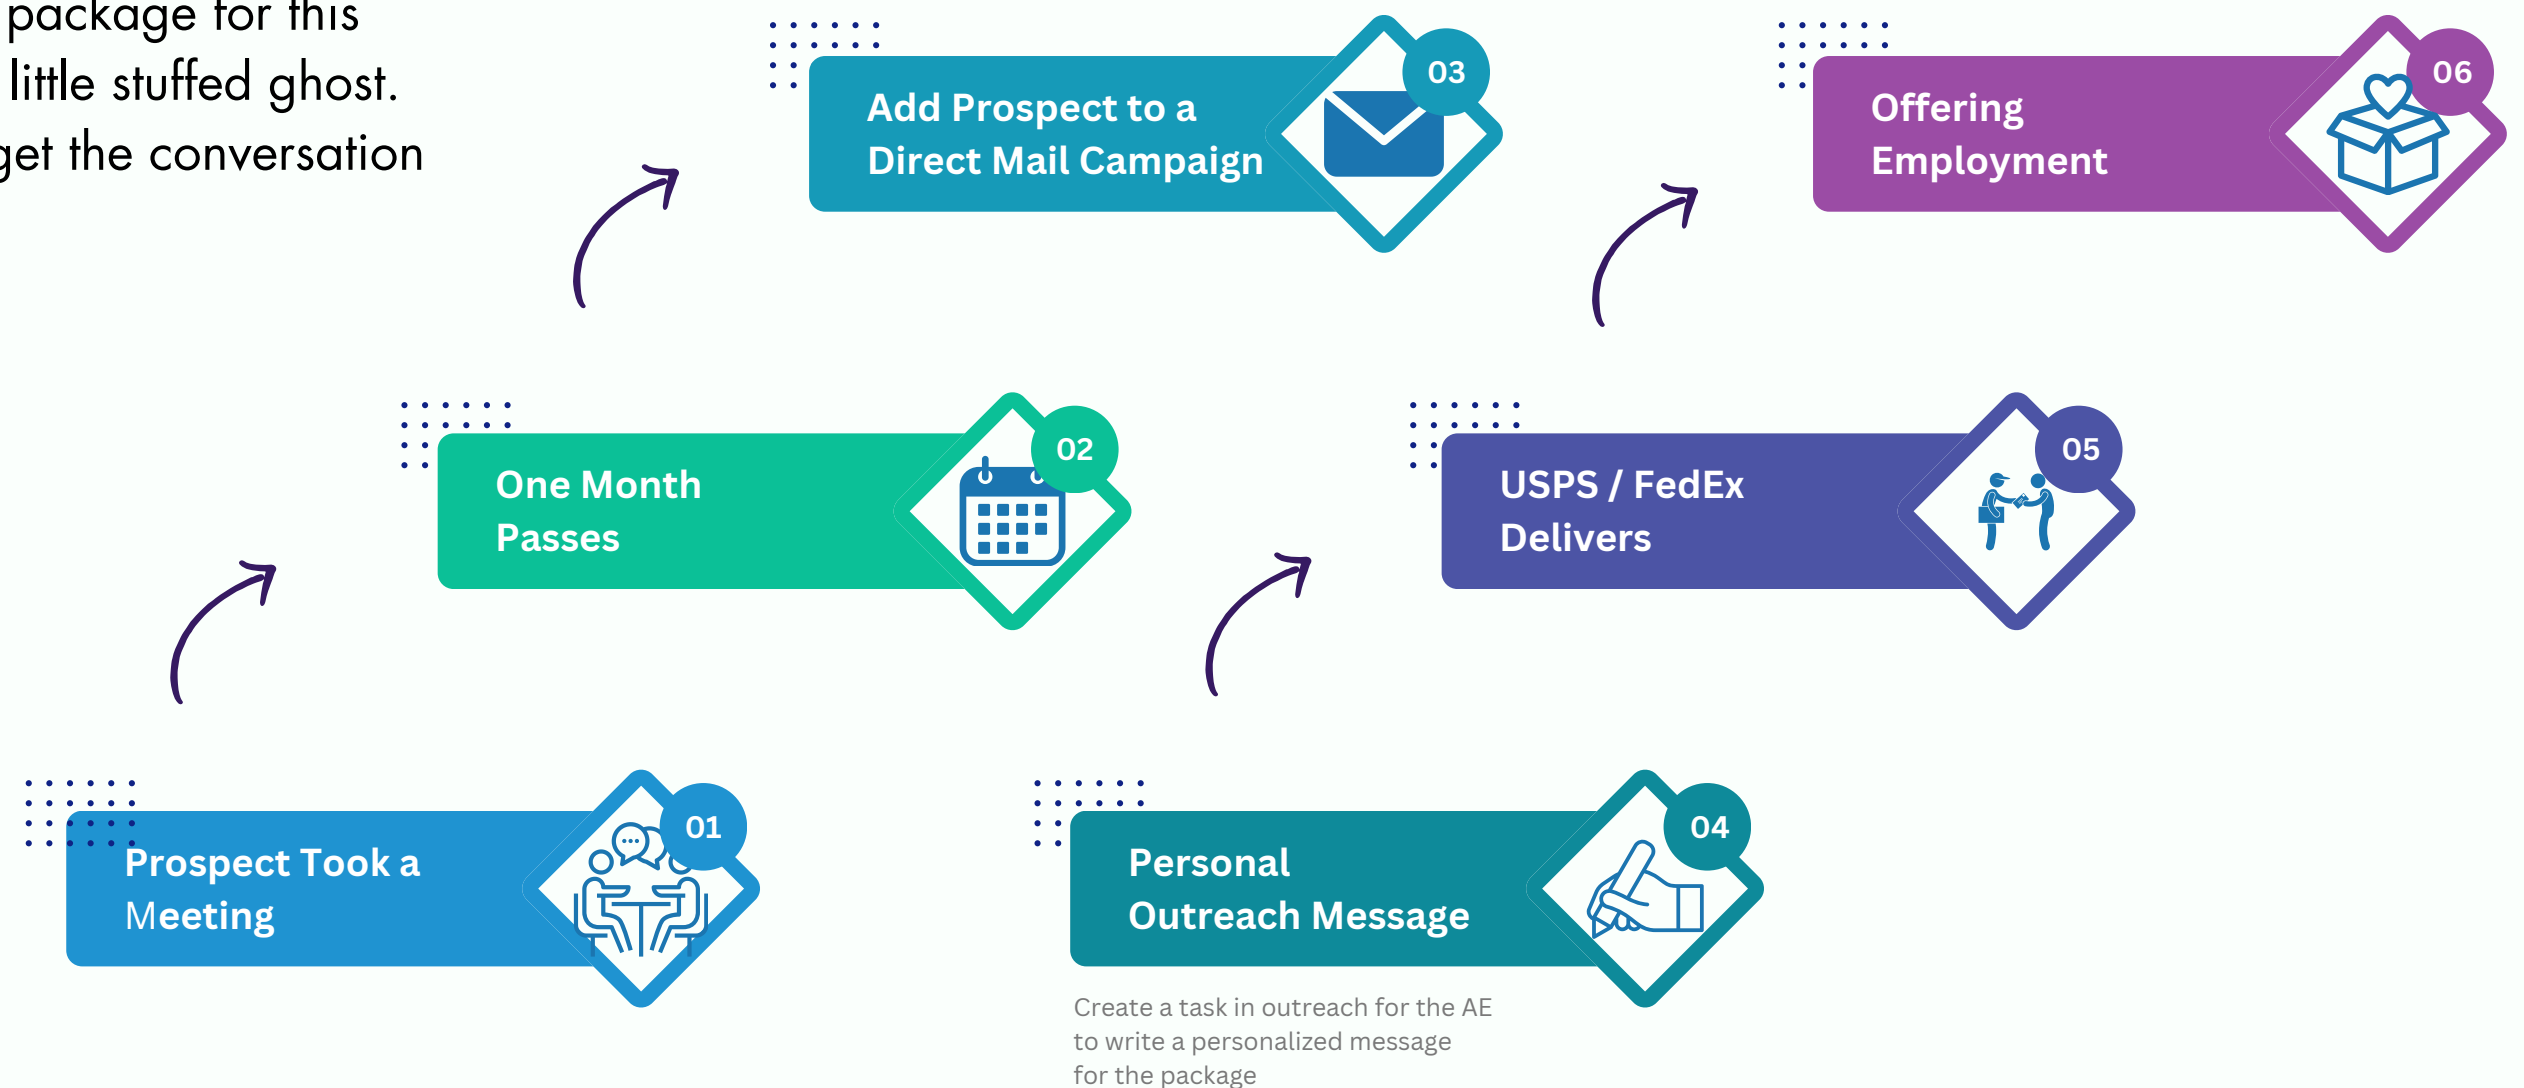 package for this
little stuffed ghost.
get the conversation
03
Add Prospect to a
Direct Mail Campaign
06
Offering
Employment
02
One Month
Passes
05
USPS / FedEx
Delivers
01
Prospect Took a
Meeting
04
Personal
Outreach Message
Create a task in outreach for the AE
to write a personalized message
for the package